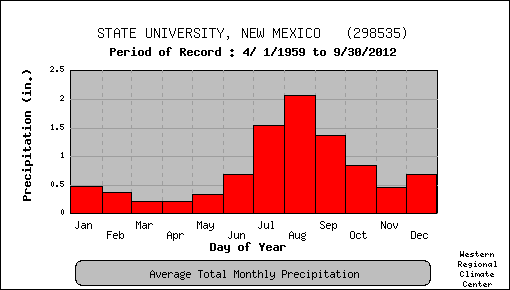 STATE UNIVERSITY, NEW MEXICO (298535)
Period of Record : 4/ 1/1959 to 9/30/2012
Precipitation (in.)
2.5
2
1.5
1
0.5
0
Jan Mar May Jul Sep Nov
Feb Apr Jun Aug Oct Dec
Day of Year
Average Total Monthly Precipitation
Western
Regional
Climate
Center